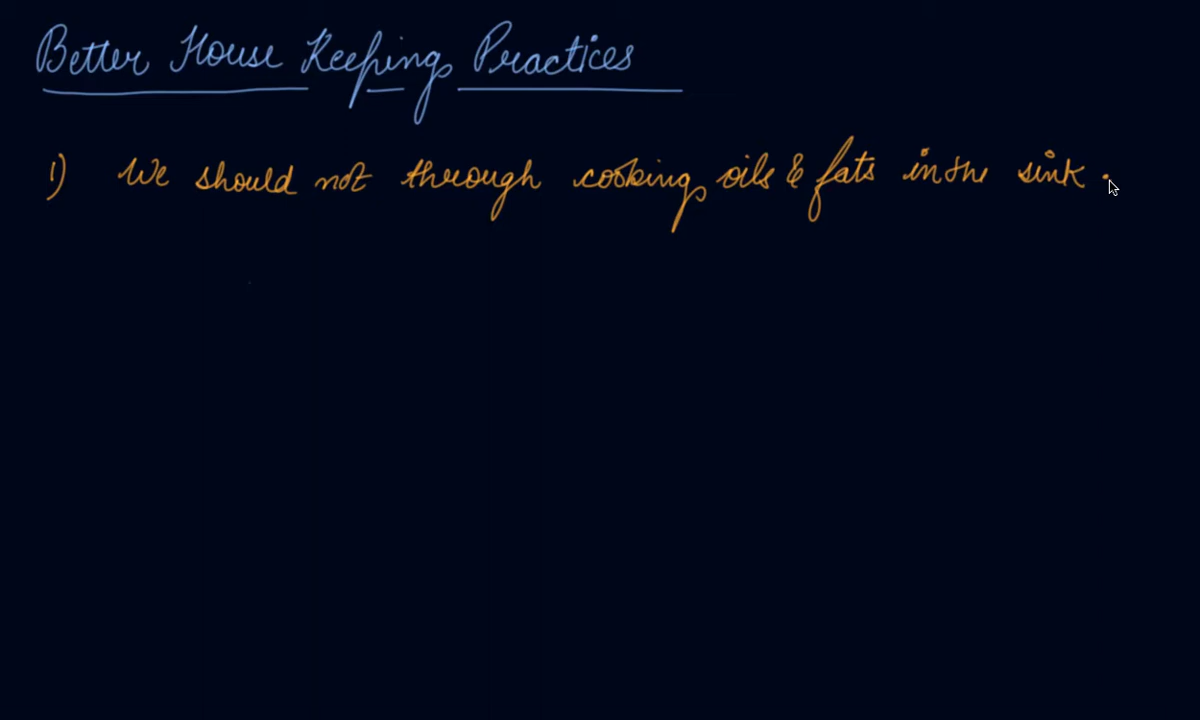 Better House Keeping Practices
1) We should not through cooking oils & fats in the sink.